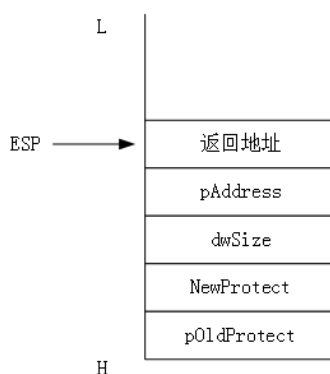 L
ESP
返回地址
pAddress
dwSize
NewProtect
pOldProtect
H